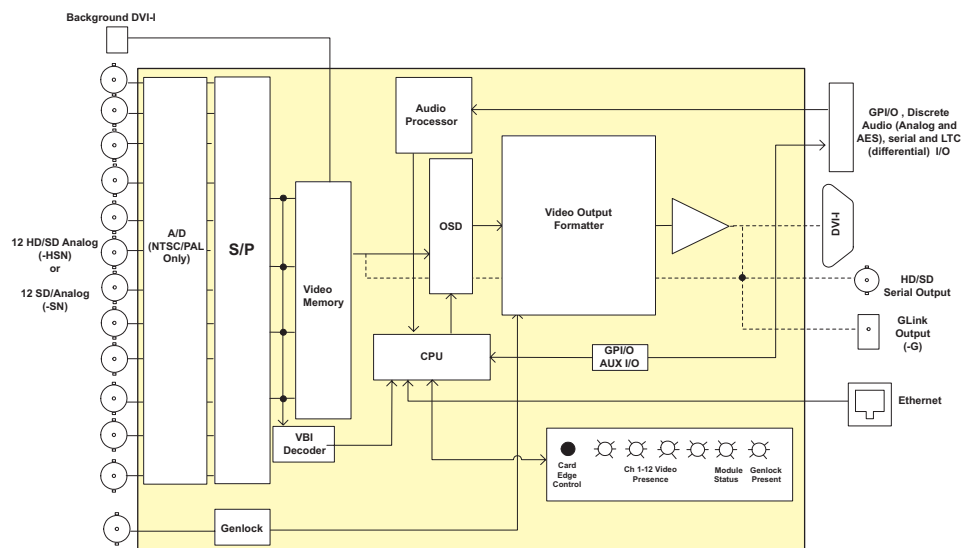 Background DVI-I
Audio
Processor
GPI/O , Discrete
Audio (Analog and
AES), serial and LTC
(differential) I/O
A/D
(NTSC/PAL
Only)
S/P
12 HD/SD Analog
(-HSN)
or
12 SD/Analog
(-SN)
Video
Memory
OSD
Video Output
Formatter
DVI-I
HD/SD
Serial Output
GLink
Output
(-G)
CPU
GPI/O
AUX I/O
Ethernet
VBI
Decoder
Card
Edge
Control
Ch 1-12 Video
Presence
Module
Status
Genlock
Present
Genlock